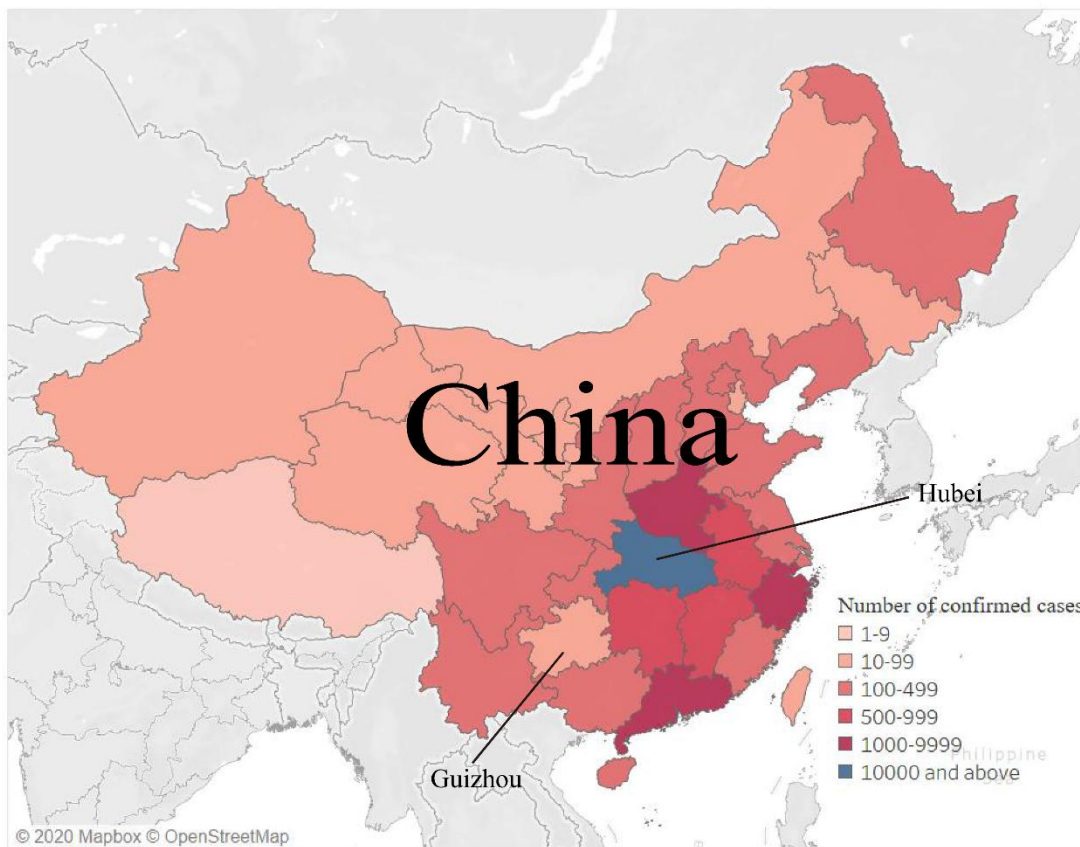 China
Hubei
Number of confirmed cases
1-9
10-99
100-499
500-999
1000-9999
10000 and above
Philippine
Guizhou
© 2020 Mapbox © OpenStreetMap